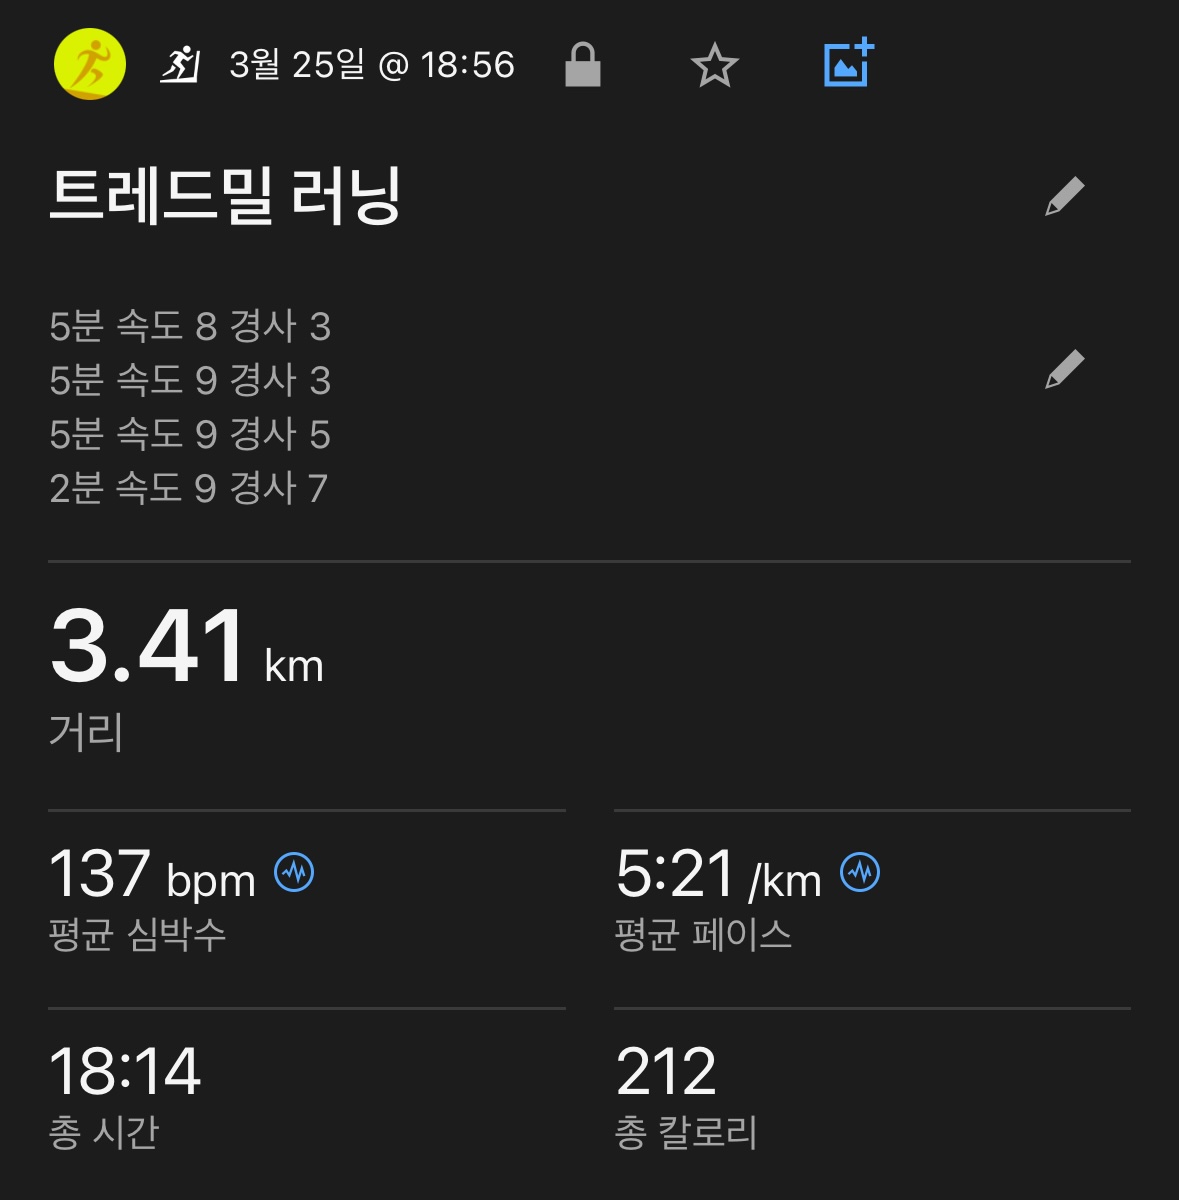 3월 25일 @ 18:56
트레드밀 러닝
5분 속도 8 경사 3
5분 속도 9 경사 3
5분 속도 9 경사 5
2분 속도 9 경사 7
3.41 km
거리
137 bpm
평균 심박수
5:21 /km
평균 페이스
18:14
총 시간
212
총 칼로리